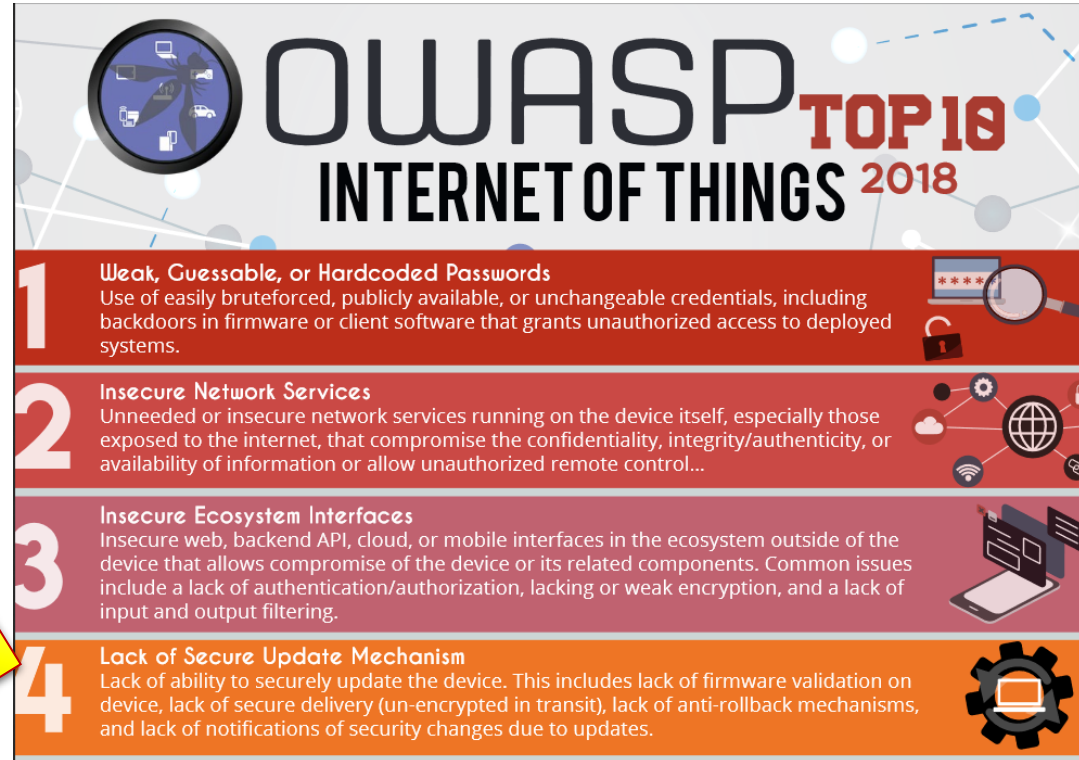 OWASP TOP 10
INTERNET OF THINGS 2018
1
Weak, Guessable, or Hardcoded Passwords
Use of easily bruteforced, publicly available, or unchangeable credentials, including
backdoors in firmware or client software that grants unauthorized access to deployed
systems.
*****
2
Insecure Network Services
Unneeded or insecure network services running on the device itself, especially those
exposed to the internet, that compromise the confidentiality, integrity/authenticity, or
availability of information or allow unauthorized remote control...
3
Insecure Ecosystem Interfaces
Insecure web, backend API, cloud, or mobile interfaces in the ecosystem outside of the
device that allows compromise of the device or its related components. Common issues
include a lack of authentication/authorization, lacking or weak encryption, and a lack of
input and output filtering.
4
Lack of Secure Update Mechanism
Lack of ability to securely update the device. This includes lack of firmware validation on
device, lack of secure delivery (un-encrypted in transit), lack of anti-rollback mechanisms,
and lack of notifications of security changes due to updates.